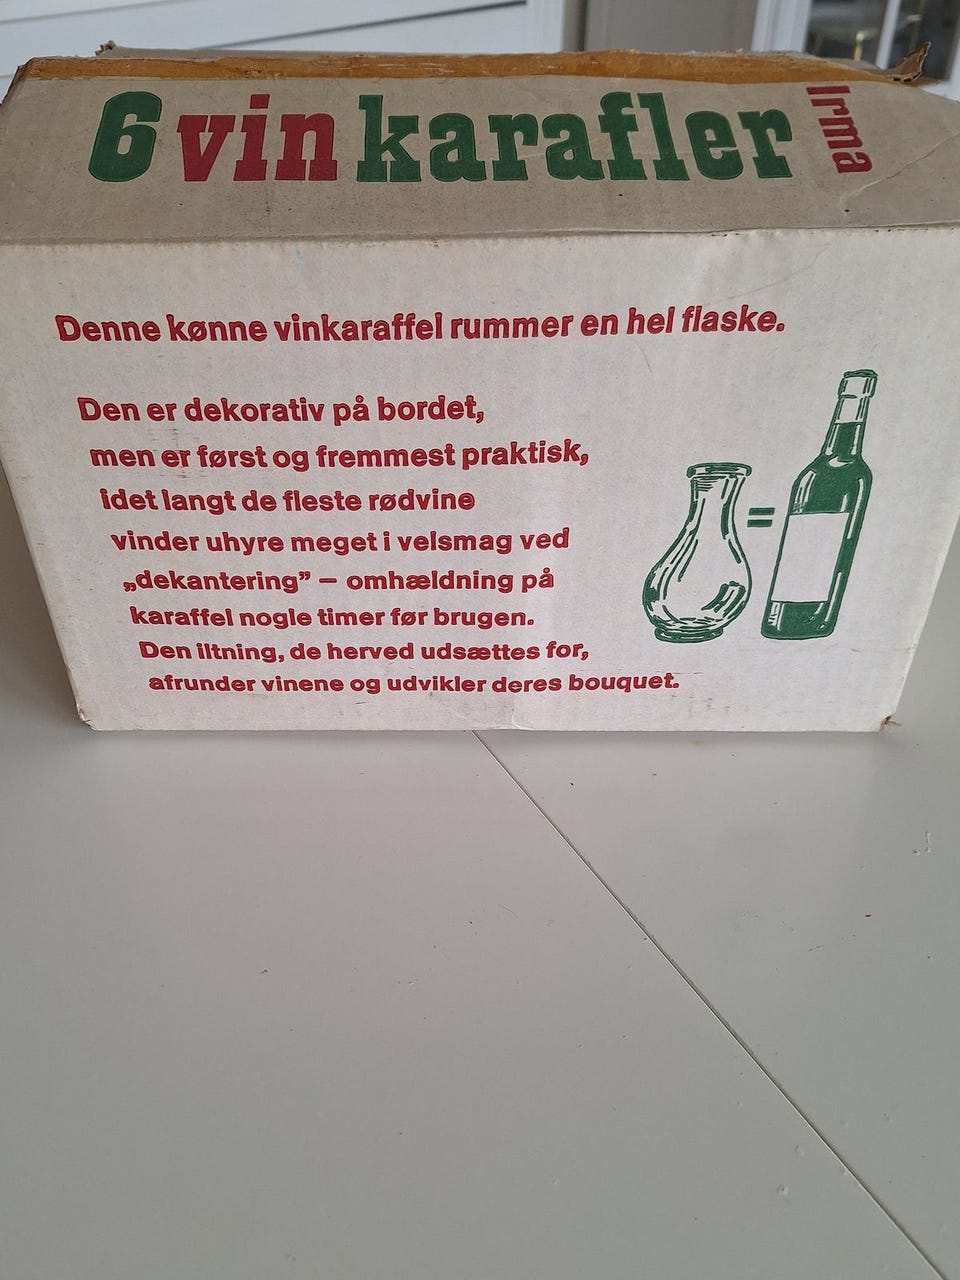 6 vinkarafler
Irma
Denne kønne vinkaraffel rummer en hel flaske.
Den er dekorativ på bordet,
men er først og fremmest praktisk,
idet langt de fleste rødvine
vinder uhyre meget i velsmag ved
„dekantering” – omhældning på
karaffel nogle timer før brugen.
Den iltning, de herved udsættes for,
afrunder vinene og udvikler deres bouquet.
=